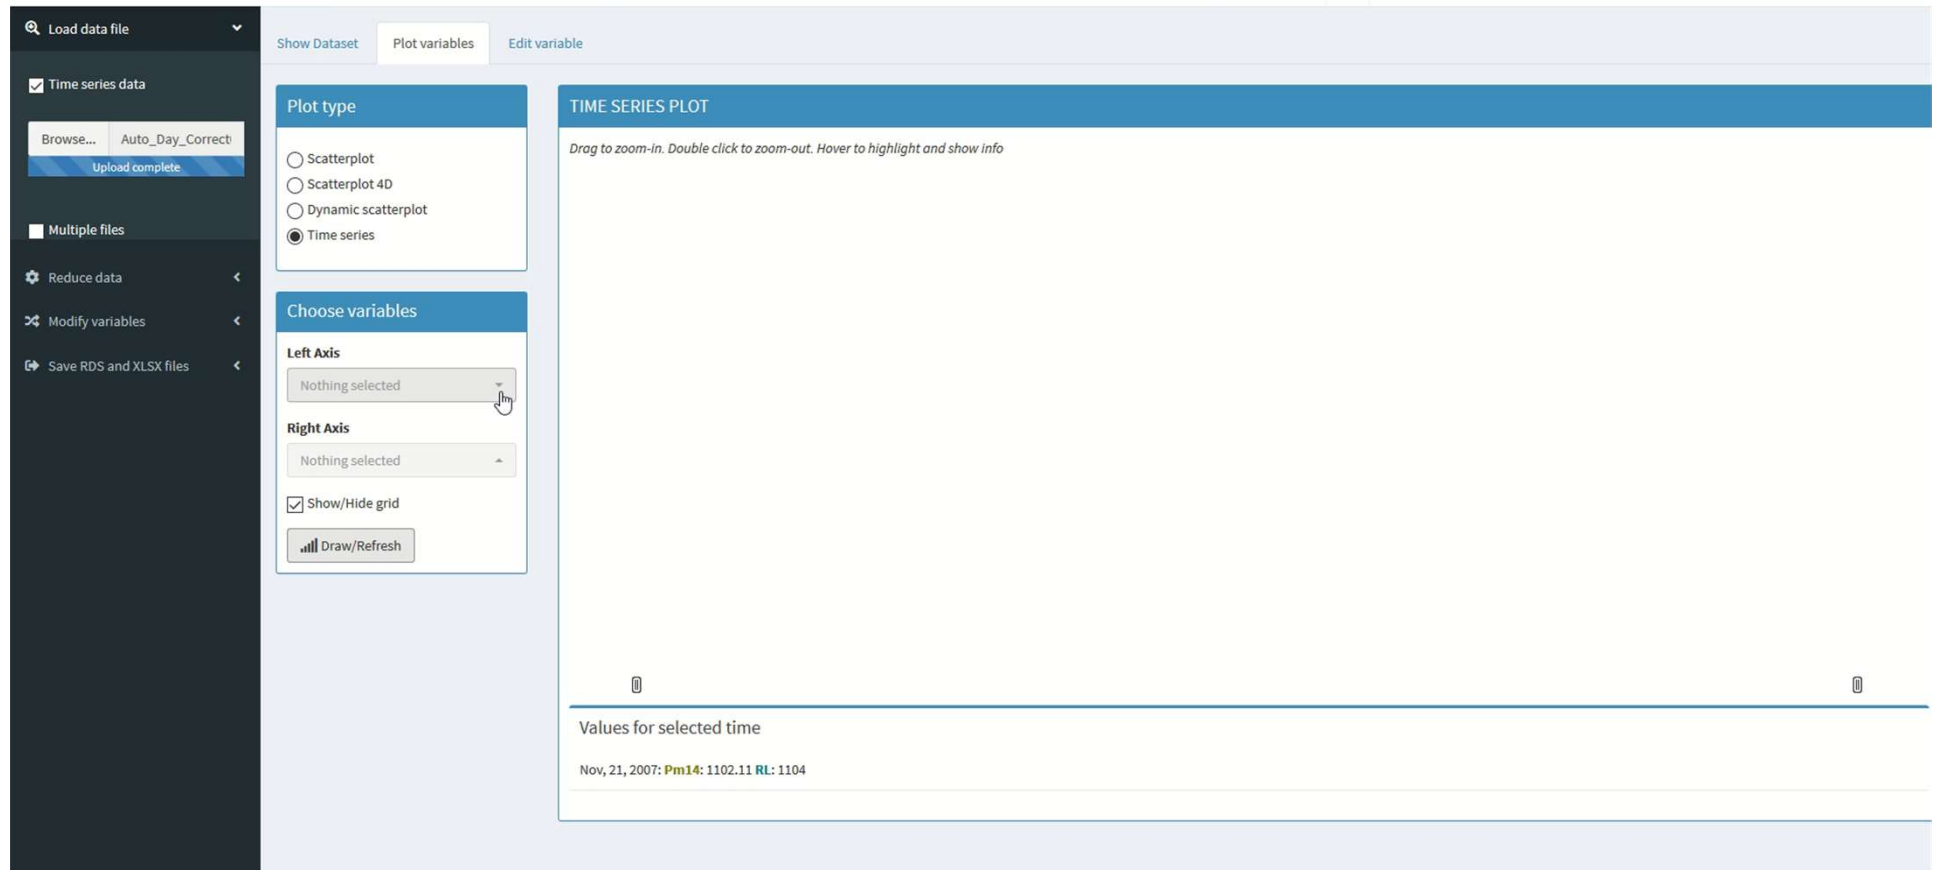 Load data file
Time series data
Browse... Auto_Day_Correct
Upload complete
Multiple files
Reduce data
Modify variables
Save RDS and XLSX files
Show Dataset Plot variables Edit variable
Plot type
Scatterplot
Scatterplot 4D
Dynamic scatterplot
Time series
Choose variables
Left Axis
Nothing selected
Right Axis
Nothing selected
Show/Hide grid
Draw/Refresh
TIME SERIES PLOT
Drag to zoom-in. Double click to zoom-out. Hover to highlight and show info
Values for selected time
Nov, 21, 2007: Pm14: 1102.11 RL: 1104